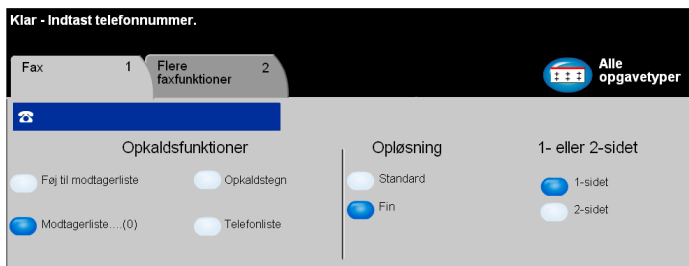 Klar - Indtast telefonnummer.
Fax 1
Flere faxfunktioner 2
Alle opgavetyper
Opkaldsfunktioner
Opløsning
1- eller 2-sidet
Føj til modtagerliste
Opkaldstegn
Standard
1-sidet
Modtagerliste....(0)
Telefonliste
Fin
2-sidet